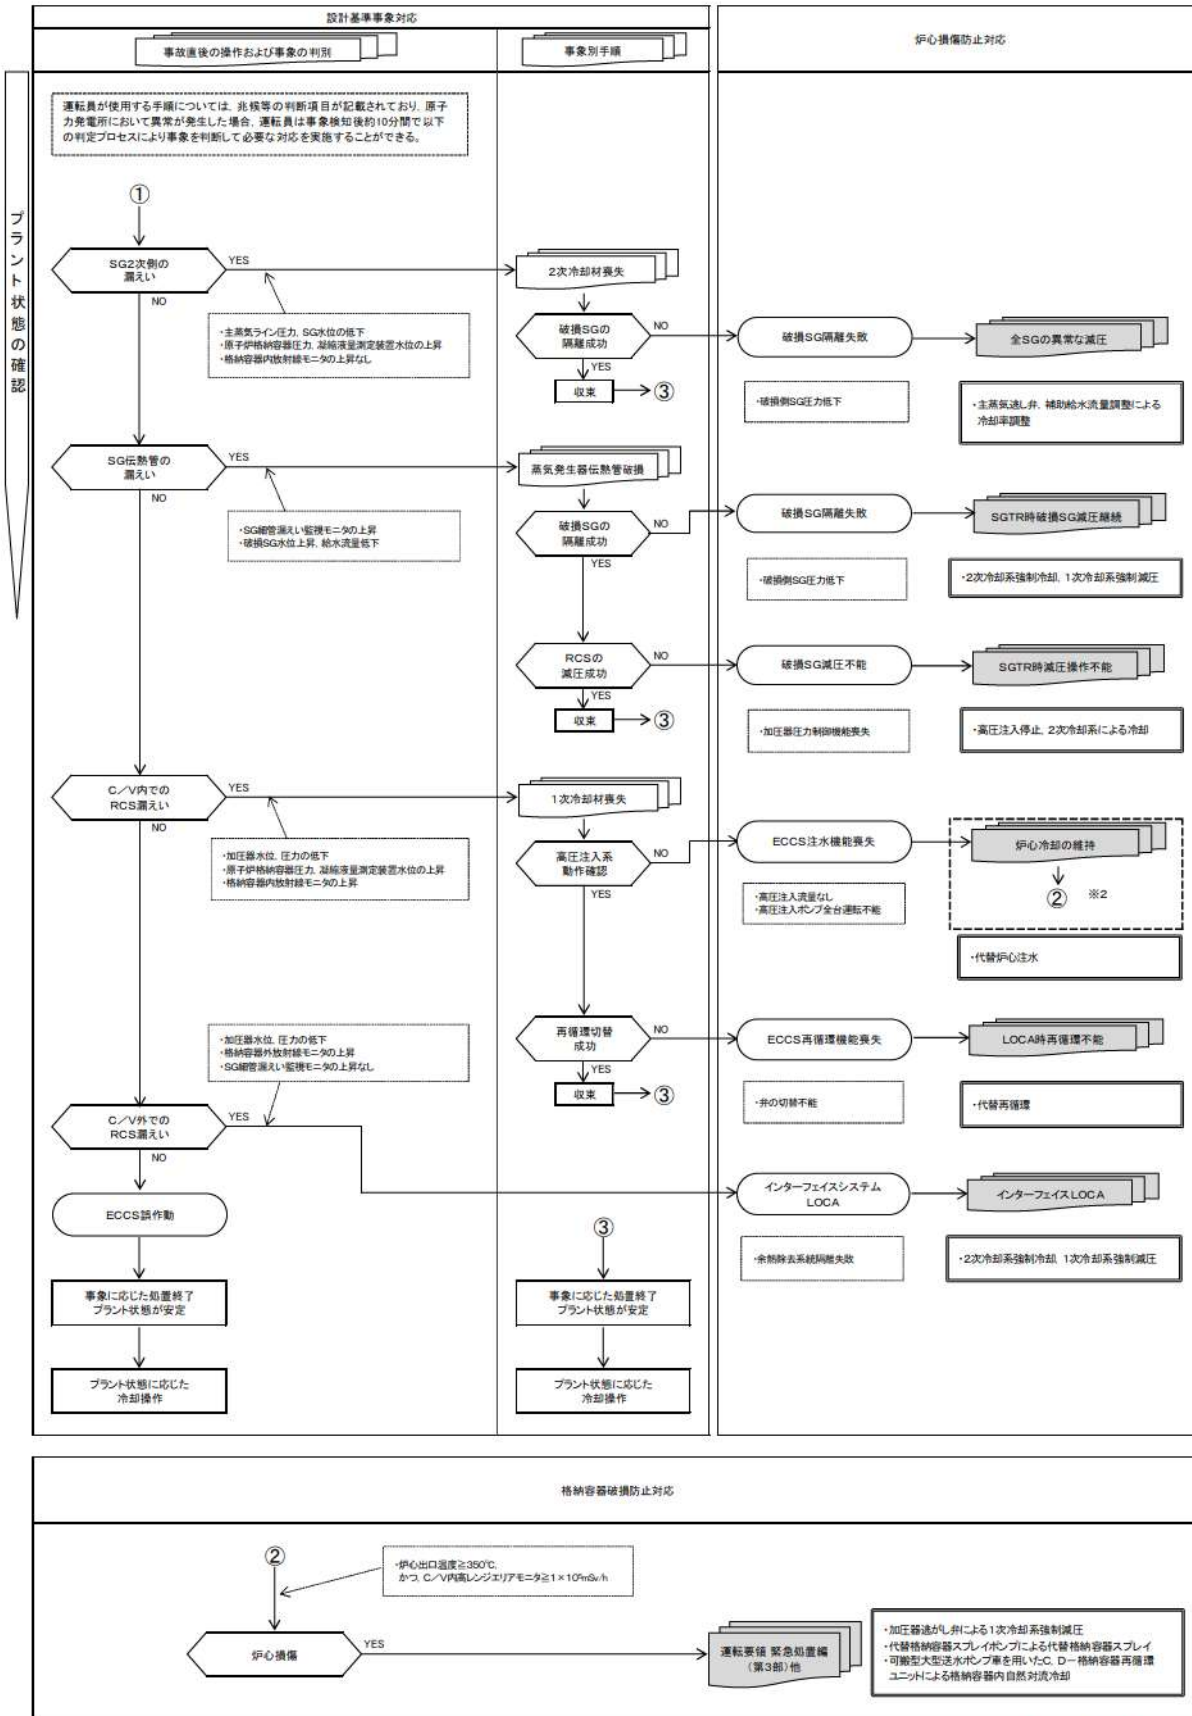 設計基準事象対応
事故直後の操作および事象の判別
事象別手順
炉心損傷防止対応
プラント状態の確認
運転員が使用する手順については、兆候等の判断項目が記載されており、原子
力発電所において異常が発生した場合、運転員は事象検知後約10分間で以下
の判定プロセスにより事象を判断して必要な対応を実施することができる。
①
SG2次側の
漏えい
YES
NO
・主蒸気ライン圧力、SG水位の低下
・原子炉格納容器圧力、凝縮液量測定装置水位の上昇
・格納容器内放射線モニタの上昇なし
2次冷却材喪失
破損SGの
隔離成功
NO
YES
収束
③
破損SG隔離失敗
・破損側SG圧力低下
全SGの異常な減圧
・主蒸気逃し弁、補助給水流量調整による
冷却率調整
SG伝熱管の
漏えい
YES
NO
・SG細管漏えい監視モニタの上昇
・破損SG水位上昇、給水流量低下
蒸気発生器伝熱管破損
破損SGの
隔離成功
NO
YES
破損SG隔離失敗
・破損側SG圧力低下
SGTR時破損SG減圧継続
・2次冷却系強制冷却、1次冷却系強制減圧
RCSの
減圧成功
NO
YES
収束
③
破損SG減圧不能
・加圧器圧力制御機能喪失
SGTR時減圧操作不能
・高圧注入停止、2次冷却系による冷却
C/V内での
RCS漏えい
YES
NO
・加圧器水位、圧力の低下
・原子炉格納容器圧力、凝縮液量測定装置水位の上昇
・格納容器内放射線モニタの上昇
1次冷却材喪失
高圧注入系
動作確認
NO
YES
ECCS注水機能喪失
・高圧注入流量なし
・高圧注入ポンプ全台運転不能
炉心冷却の維持
② ※2
・代替炉心注水
・加圧器水位、圧力の低下
・格納容器外放射線モニタの上昇
・SG細管漏えい監視モニタの上昇なし
再循環切替
成功
NO
YES
収束
③
ECCS再循環機能喪失
・弁の切替不能
LOCA時再循環不能
・代替再循環
C/V外での
RCS漏えい
YES
NO
インターフェイスシステム
LOCA
・余熱除去系統隔離失敗
インターフェイスLOCA
・2次冷却系強制冷却、1次冷却系強制減圧
ECCS誤作動
事象に応じた処置終了
プラント状態が安定
プラント状態に応じた
冷却操作
③
事象に応じた処置終了
プラント状態が安定
プラント状態に応じた
冷却操作
格納容器破損防止対応
②
・炉心出口温度≧350℃、
かつ、C/V内高レンジエリアモニタ≧1×10⁵mSv/h
炉心損傷
YES
運転要領 緊急処置編
(第3部)他
・加圧器逃がし弁による1次冷却系強制減圧
・代替格納容器スプレイポンプによる代替格納容器スプレイ
・可搬型大型送水ポンプ車を用いたC、D-格納容器再循環
ユニットによる格納容器内自然対流冷却